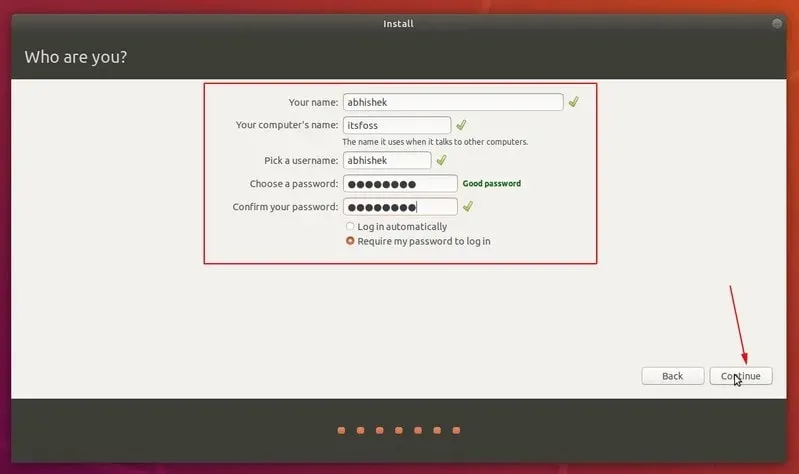 Install
Who are you?
Your name: abhishek
Your computer's name: itsfoss
The name it uses when it talks to other computers.
Pick a username: abhishek
Choose a password: ●●●●●●●● Good password
Confirm your password: ●●●●●●●●
Log in automatically
Require my password to log in
Back Continue